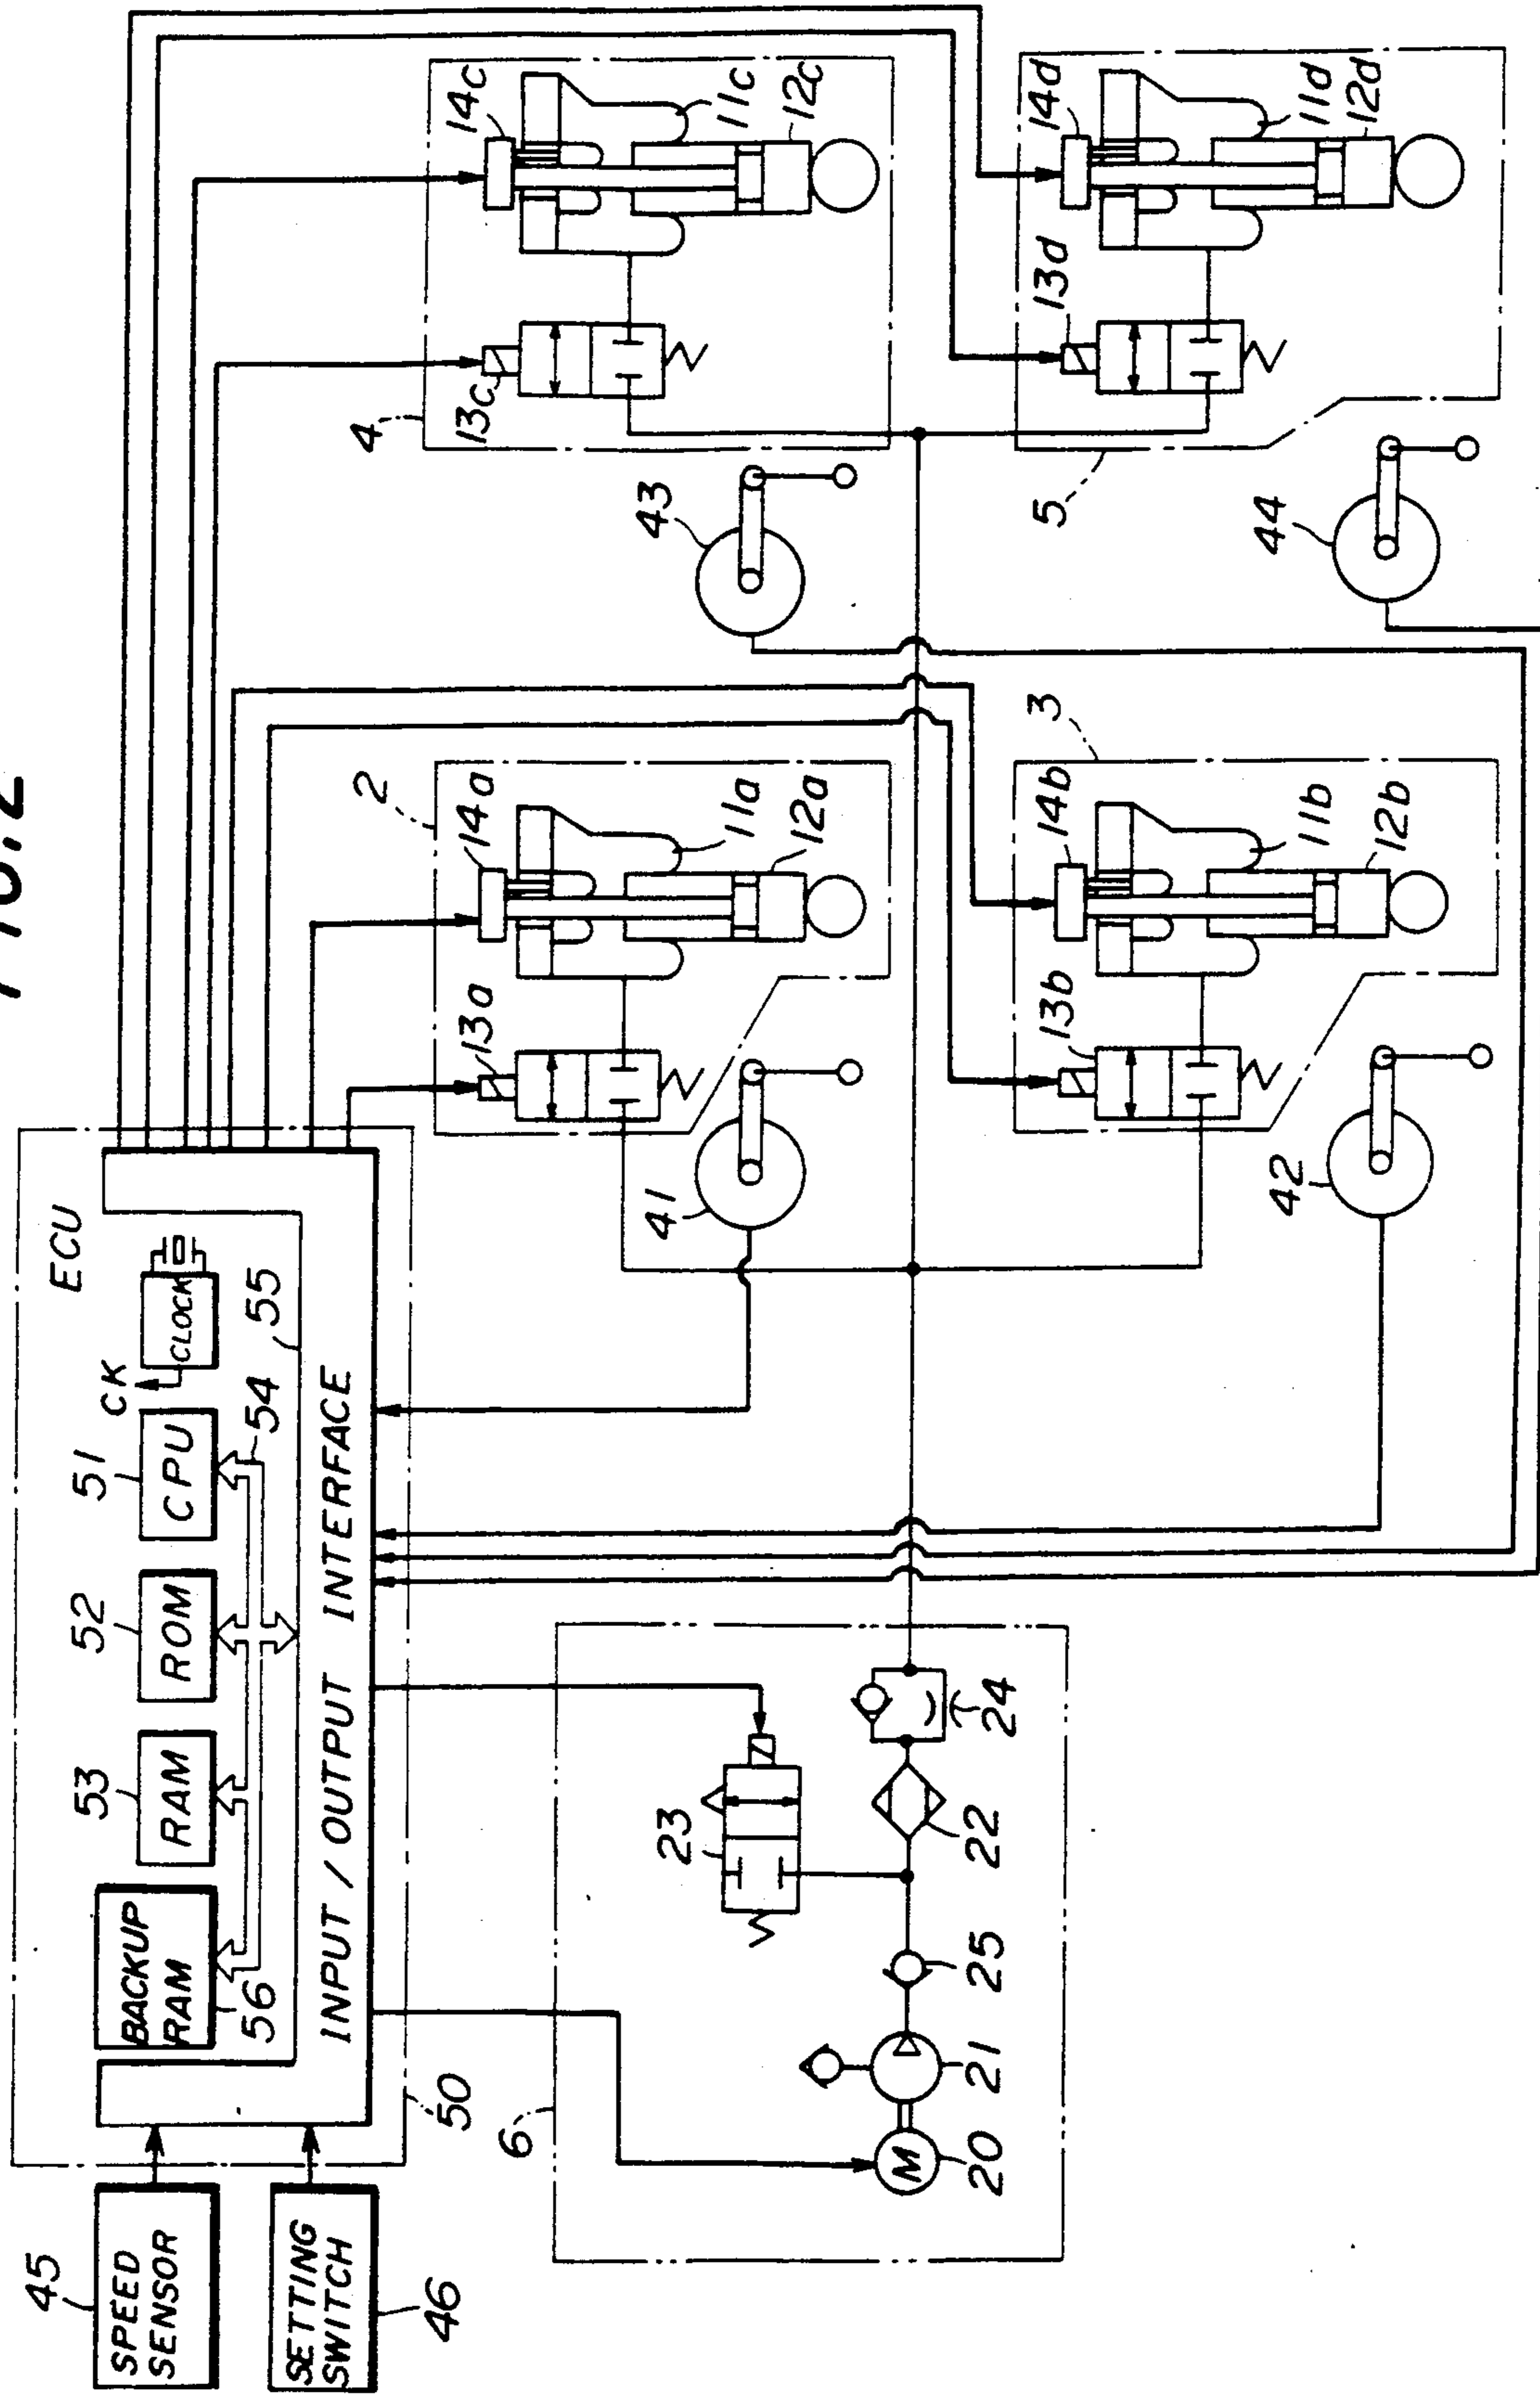 FIG. 2
45
SPEED
SENSOR
SETTING
SWITCH
46
50
ECU
BACKUP
RAM
56
53
RAM
52
ROM
51
CPU
CK
CLOCK
54
55
INPUT / OUTPUT INTERFACE
6
M
20
21
25
23
22
24
41
42
43
44
2
13a
14a
11a
12a
3
13b
14b
11b
12b
4
13c
14c
11c
12c
5
13d
14d
11d
12d